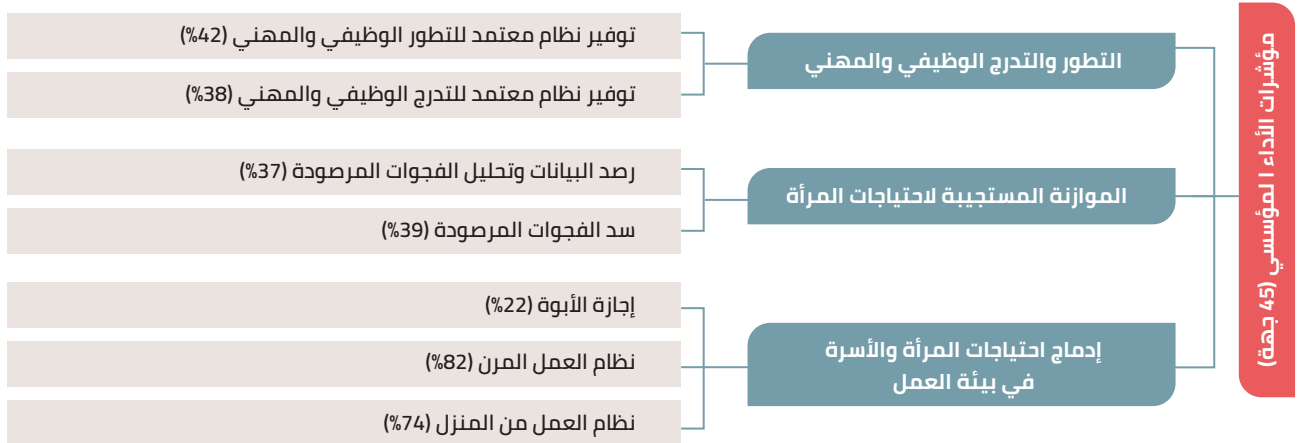 مؤشرات الأداء المؤسسي (45 جهة)
التطور والتدرج الوظيفي والمهني
توفير نظام معتمد للتطور الوظيفي والمهني (42%)
توفير نظام معتمد للتدرج الوظيفي والمهني (38%)
الموازنة المستجيبة لاحتياجات المرأة
رصد البيانات وتحليل الفجوات المرصودة (37%)
سد الفجوات المرصودة (39%)
إدماج احتياجات المرأة والأسرة
في بيئة العمل
إجازة الأبوة (22%)
نظام العمل المرن (82%)
نظام العمل من المنزل (74%)